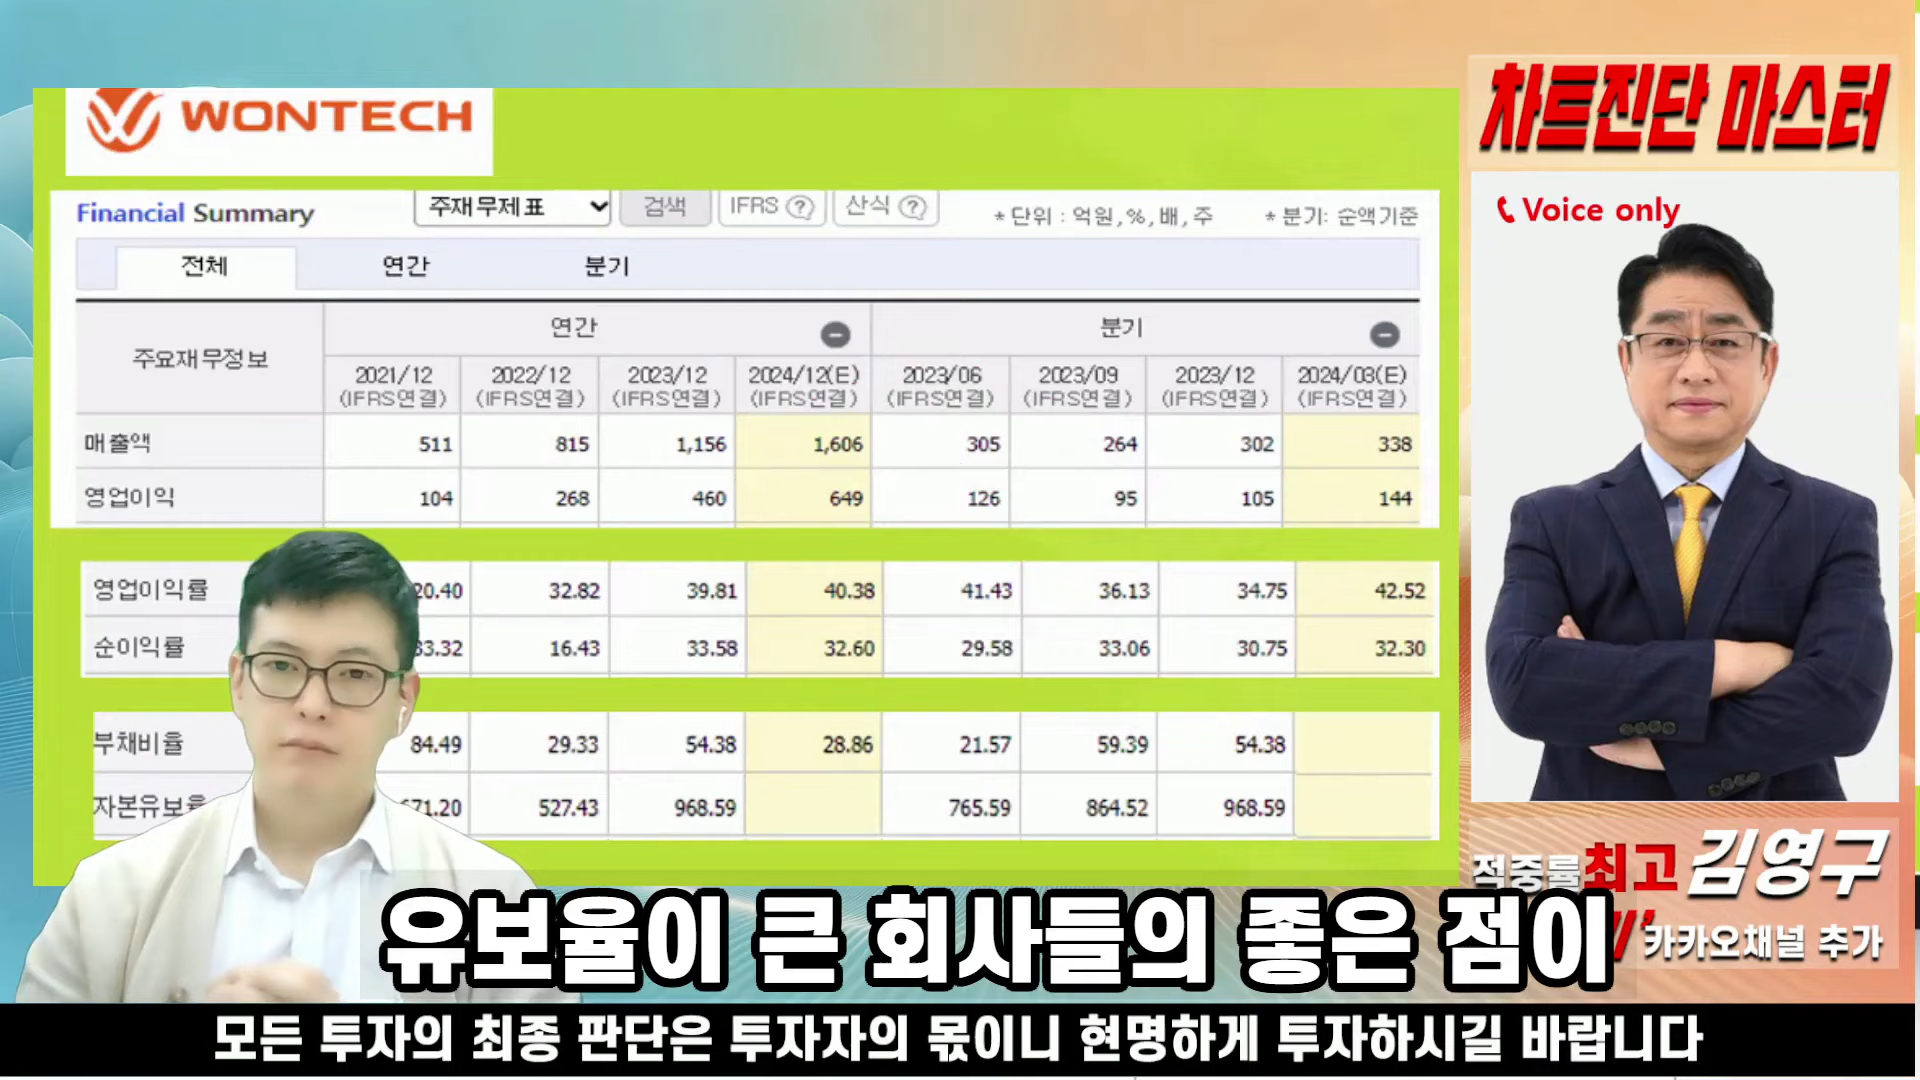 WONTECH
Financial Summary
주재무제표 검색 IFRS ? 산식 ?
* 단위 : 억원, %, 배, 주 * 분기: 순액기준
전체 연간 분기
주요재무정보 연간 분기
2021/12 2022/12 2023/12 2024/12(E) 2023/06 2023/09 2023/12 2024/03(E)
(IFRS연결) (IFRS연결) (IFRS연결) (IFRS연결) (IFRS연결) (IFRS연결) (IFRS연결) (IFRS연결)
매출액 511 815 1,156 1,606 305 264 302 338
영업이익 104 268 460 649 126 95 105 144
영업이익률 20.40 32.82 39.81 40.38 41.43 36.13 34.75 42.52
순이익률 33.32 16.43 33.58 32.60 29.58 33.06 30.75 32.30
부채비율 84.49 29.33 54.38 28.86 21.57 59.39 54.38
자본유보율 71.20 527.43 968.59 765.59 864.52 968.59
차트진단 마스터
Voice only
적중률최고 김영구
카카오채널 추가
유보율이 큰 회사들의 좋은 점이
모든 투자의 최종 판단은 투자자의 몫이니 현명하게 투자하시길 바랍니다